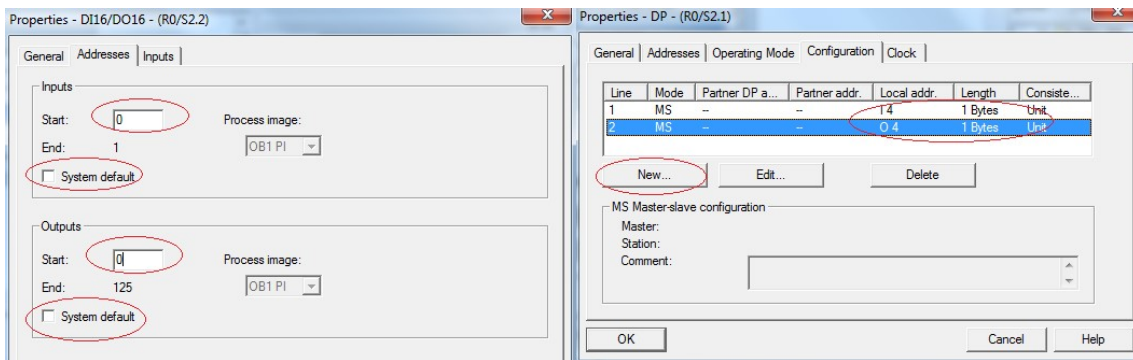 Properties - DI16/DO16 - (R0/S2.2)
General Addresses Inputs
Inputs
Start: 0 Process image:
End: 1 OB1 PI
System default
Outputs
Start: 0 Process image:
End: 125 OB1 PI
System default
Properties - DP - (R0/S2.1)
General Addresses Operating Mode Configuration Clock
Line Mode Partner DP a... Partner addr. Local addr. Length Consiste...
1 MS -- -- I 4 1 Bytes Unit
2 MS -- -- O 4 1 Bytes Unit
New... Edit... Delete
MS Master-slave configuration
Master:
Station:
Comment:
OK Cancel Help